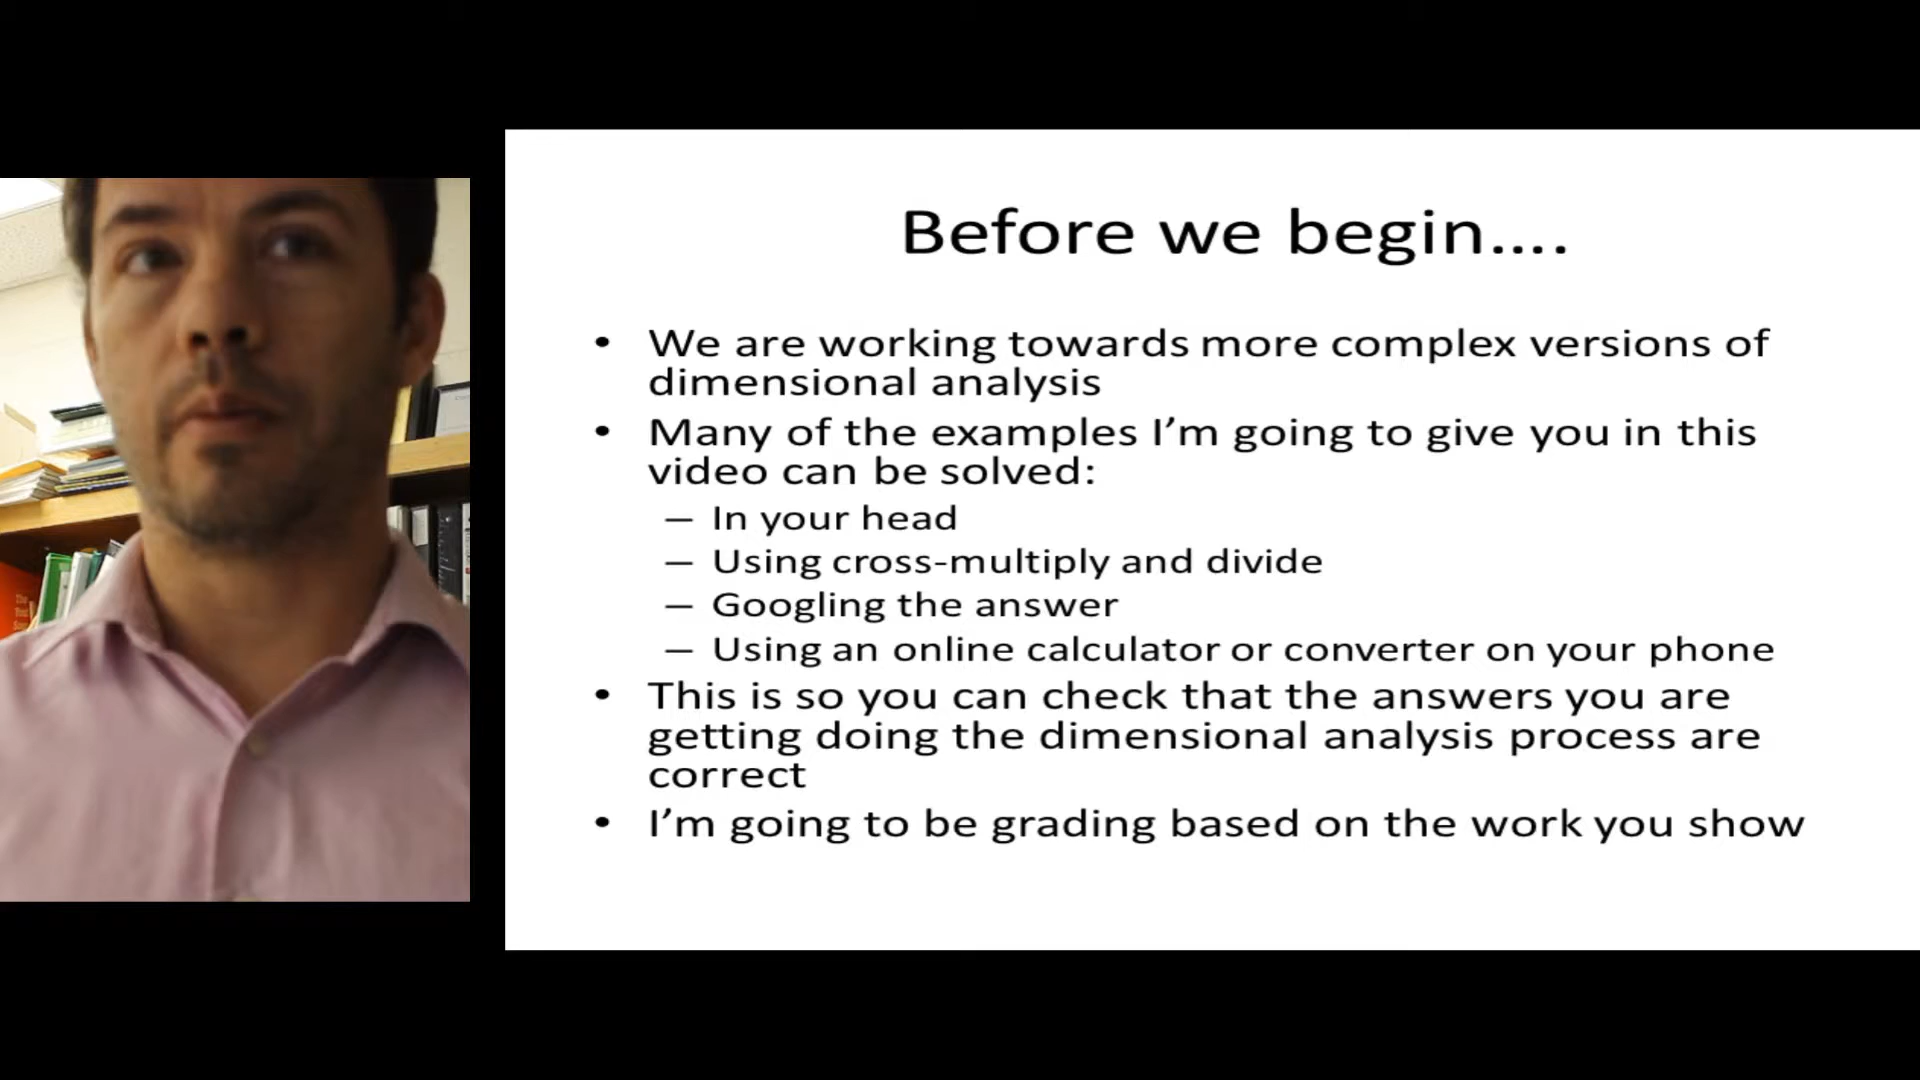 Before we begin....
• We are working towards more complex versions of
dimensional analysis
• Many of the examples I’m going to give you in this
video can be solved:
– In your head
– Using cross-multiply and divide
– Googling the answer
– Using an online calculator or converter on your phone
• This is so you can check that the answers you are
getting doing the dimensional analysis process are
correct
• I’m going to be grading based on the work you show